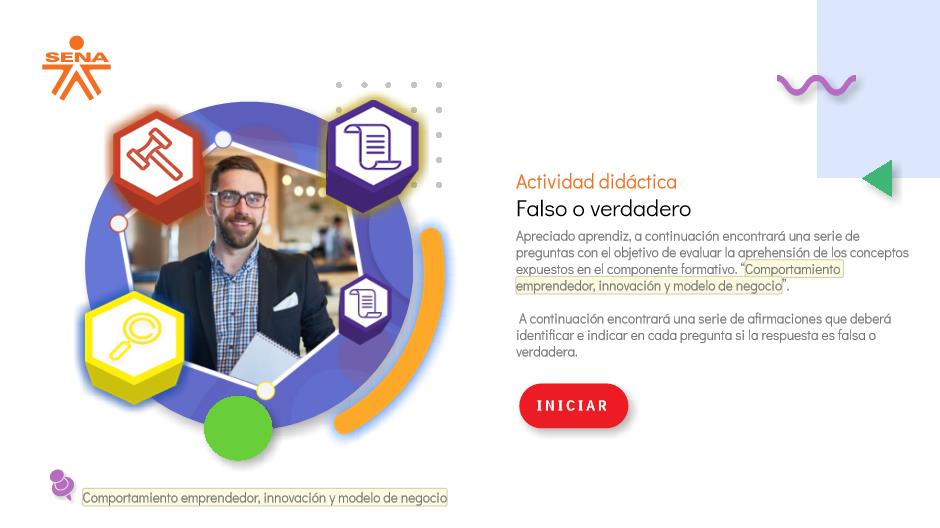 SENA
Actividad didáctica
Falso o verdadero
Apreciado aprendiz, a continuación encontrará una serie de
preguntas con el objetivo de evaluar la aprehensión de los conceptos
expuestos en el componente formativo. “Comportamiento
emprendedor, innovación y modelo de negocio”.
A continuación encontrará una serie de afirmaciones que deberá
identificar e indicar en cada pregunta si la respuesta es falsa o
verdadera.
INICIAR
Comportamiento emprendedor, innovación y modelo de negocio